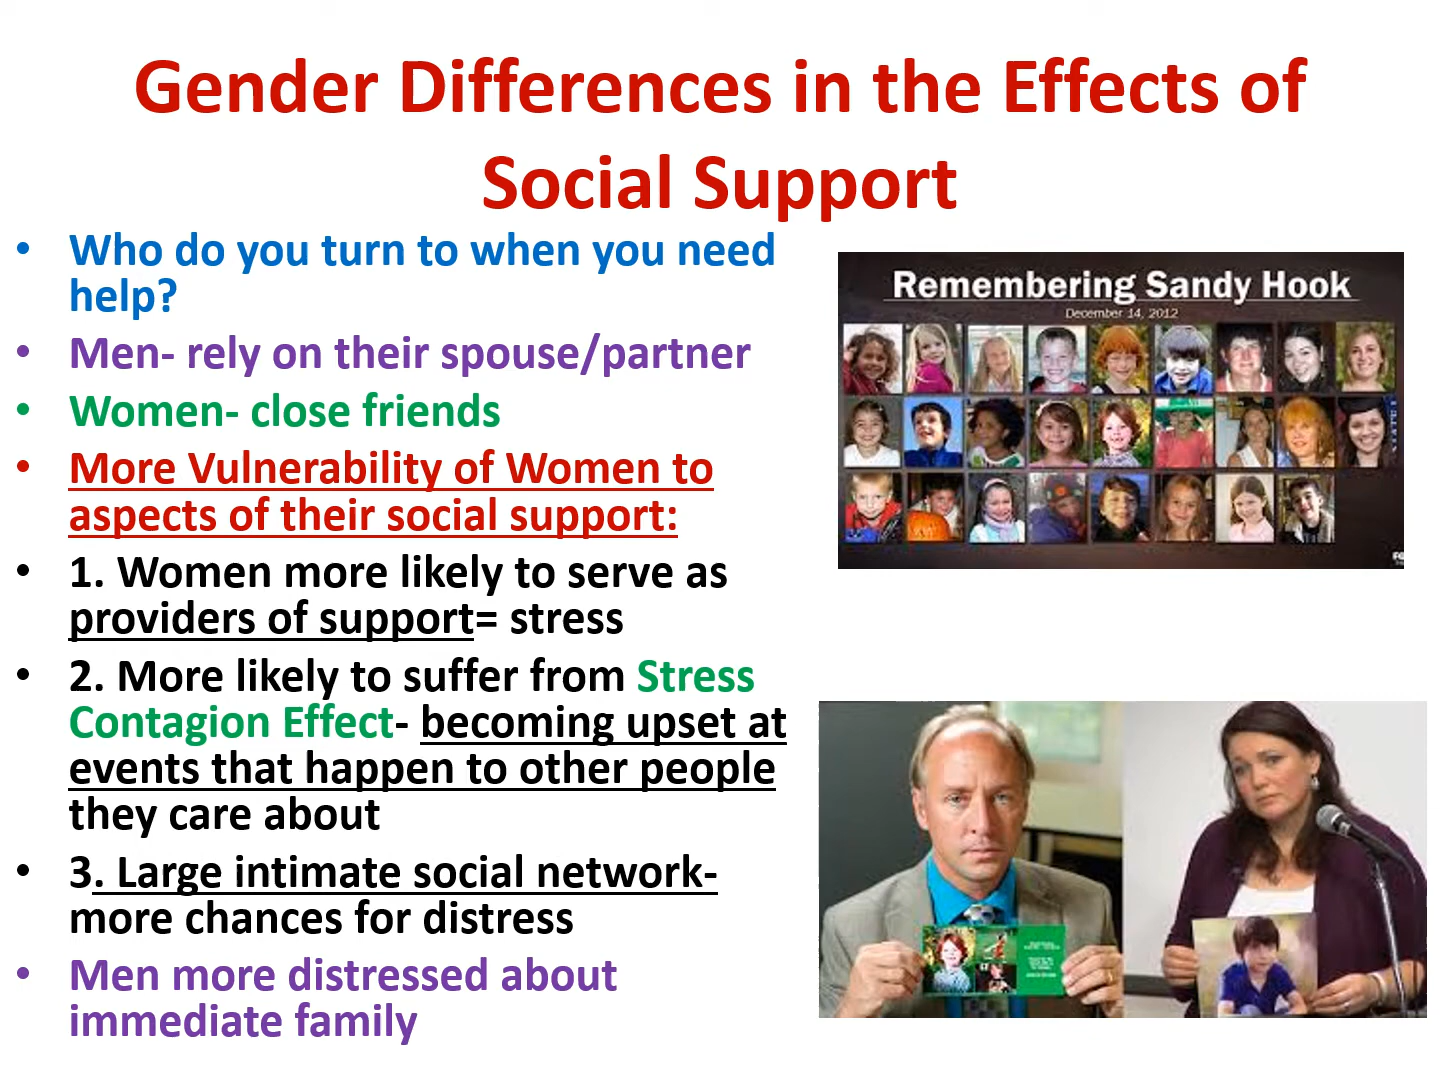 Gender Differences in the Effects of
Social Support
• Who do you turn to when you need
help?
• Men- rely on their spouse/partner
• Women- close friends
• More Vulnerability of Women to
aspects of their social support:
• 1. Women more likely to serve as
providers of support= stress
• 2. More likely to suffer from Stress
Contagion Effect- becoming upset at
events that happen to other people
they care about
• 3. Large intimate social network-
more chances for distress
• Men more distressed about
immediate family
Remembering Sandy Hook
December 14, 2012